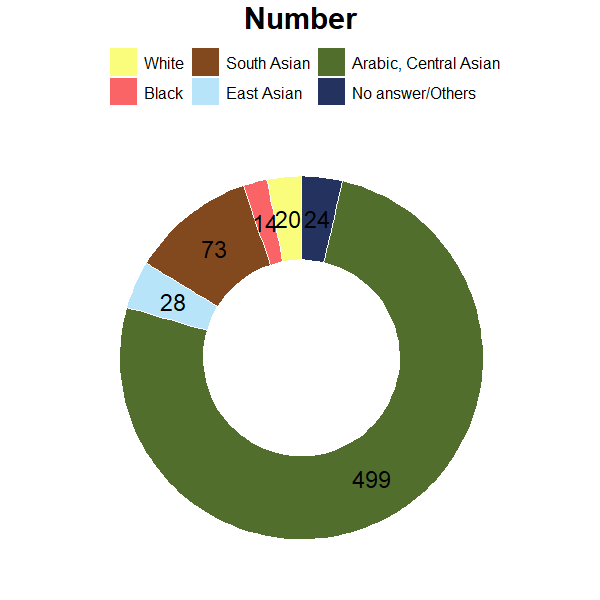 Number
White South Asian Arabic, Central Asian
Black East Asian No answer/Others
14 20 24
73
28
499